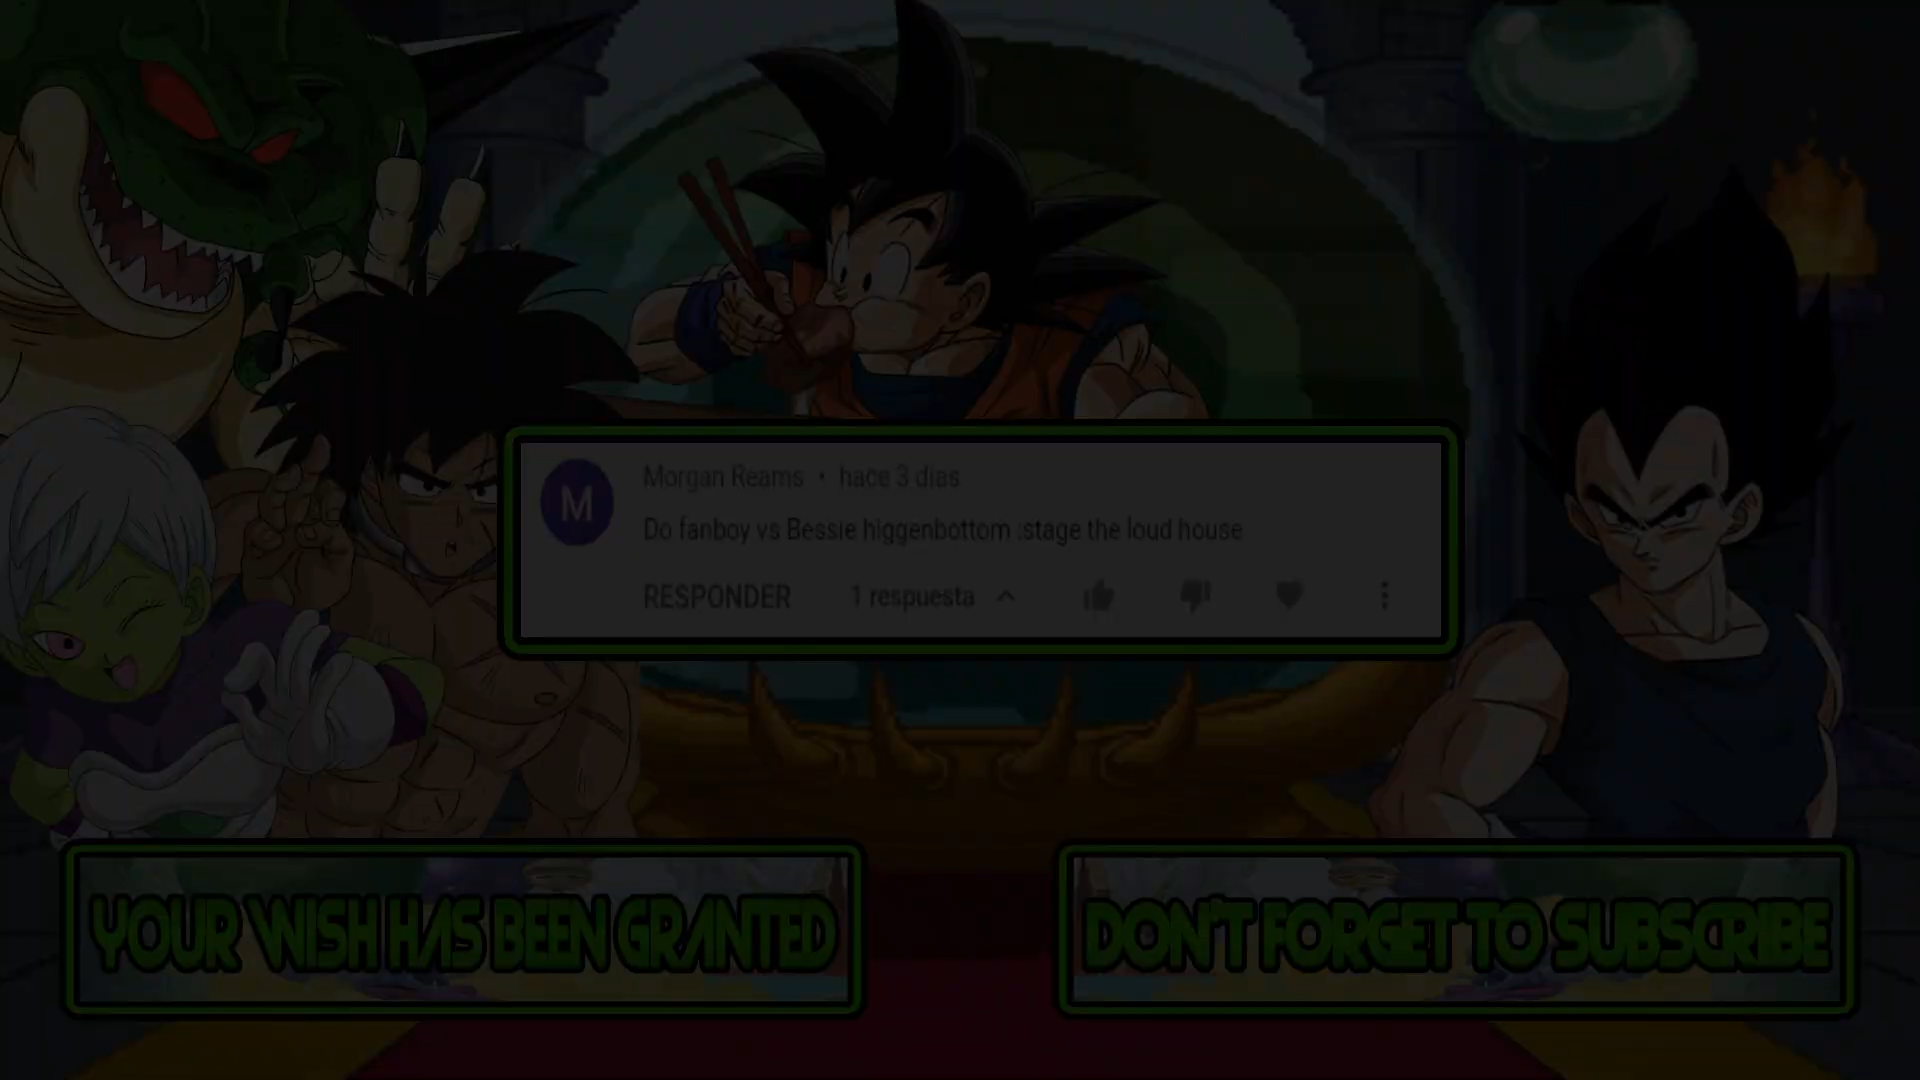 M
Morgan Reams • hace 3 días
Do fanboy vs Bessie higgenbottom :stage the loud house
RESPONDER 1 respuesta
YOUR WISH HAS BEEN GRANTED
DON'T FORGET TO SUBSCRIBE